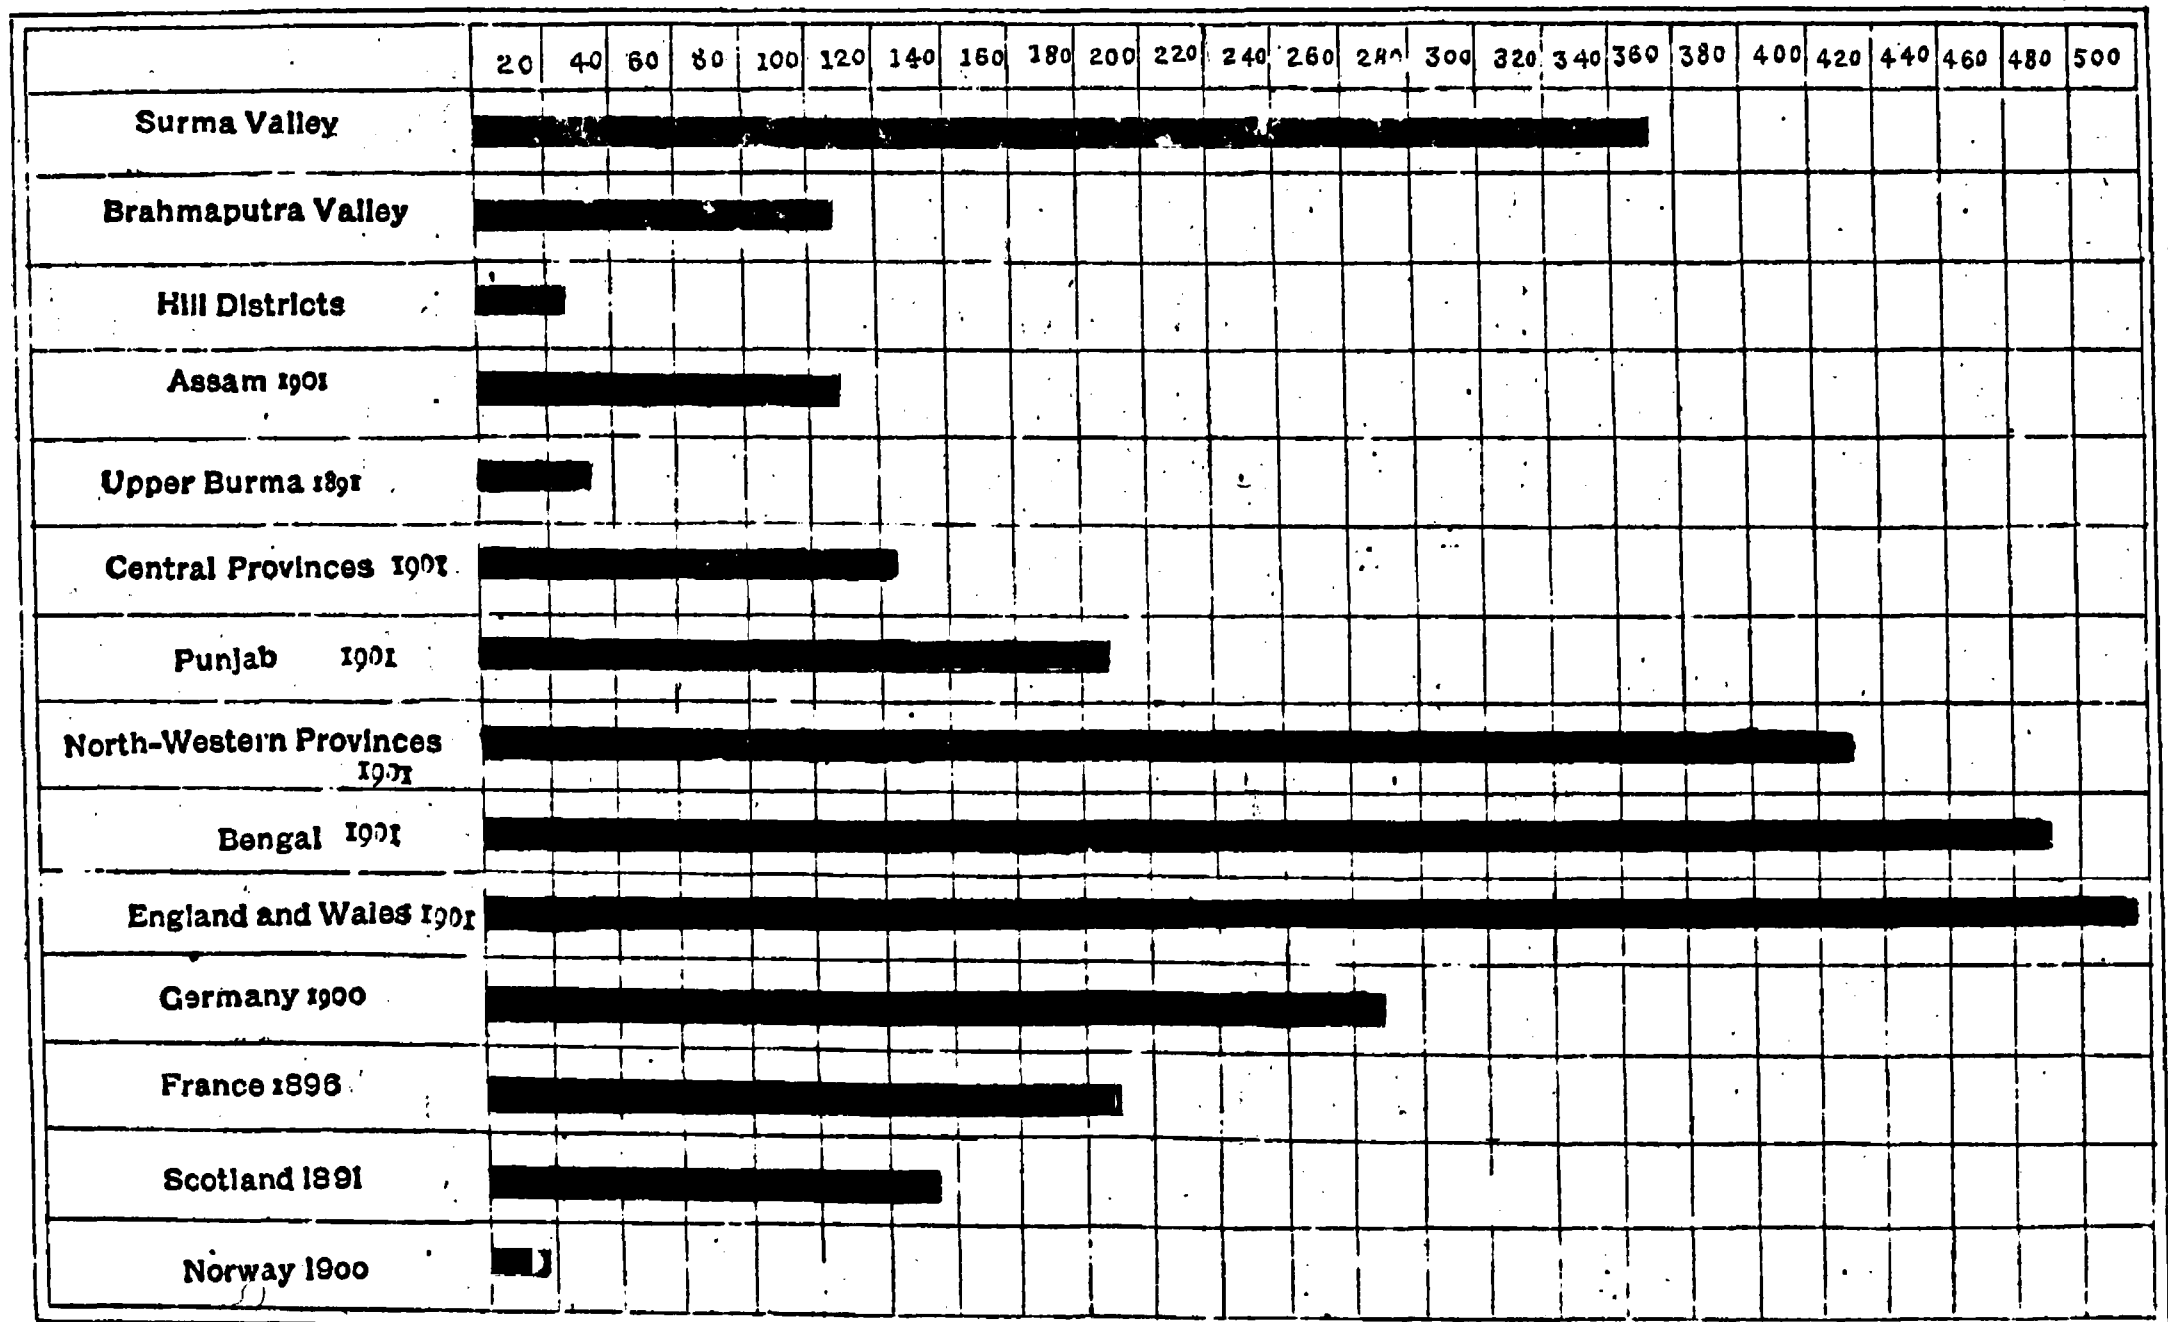 20 40 60 80 100 120 140 160 180 200 220 240 260 280 300 320 340 360 380 400 420 440 460 480 500
Surma Valley
Brahmaputra Valley
Hill Districts
Assam 1901
Upper Burma 1891
Central Provinces 1901
Punjab 1901
North-Western Provinces
1901
Bengal 1901
England and Wales 1901
Germany 1900
France 1896
Scotland 1891
Norway 1900